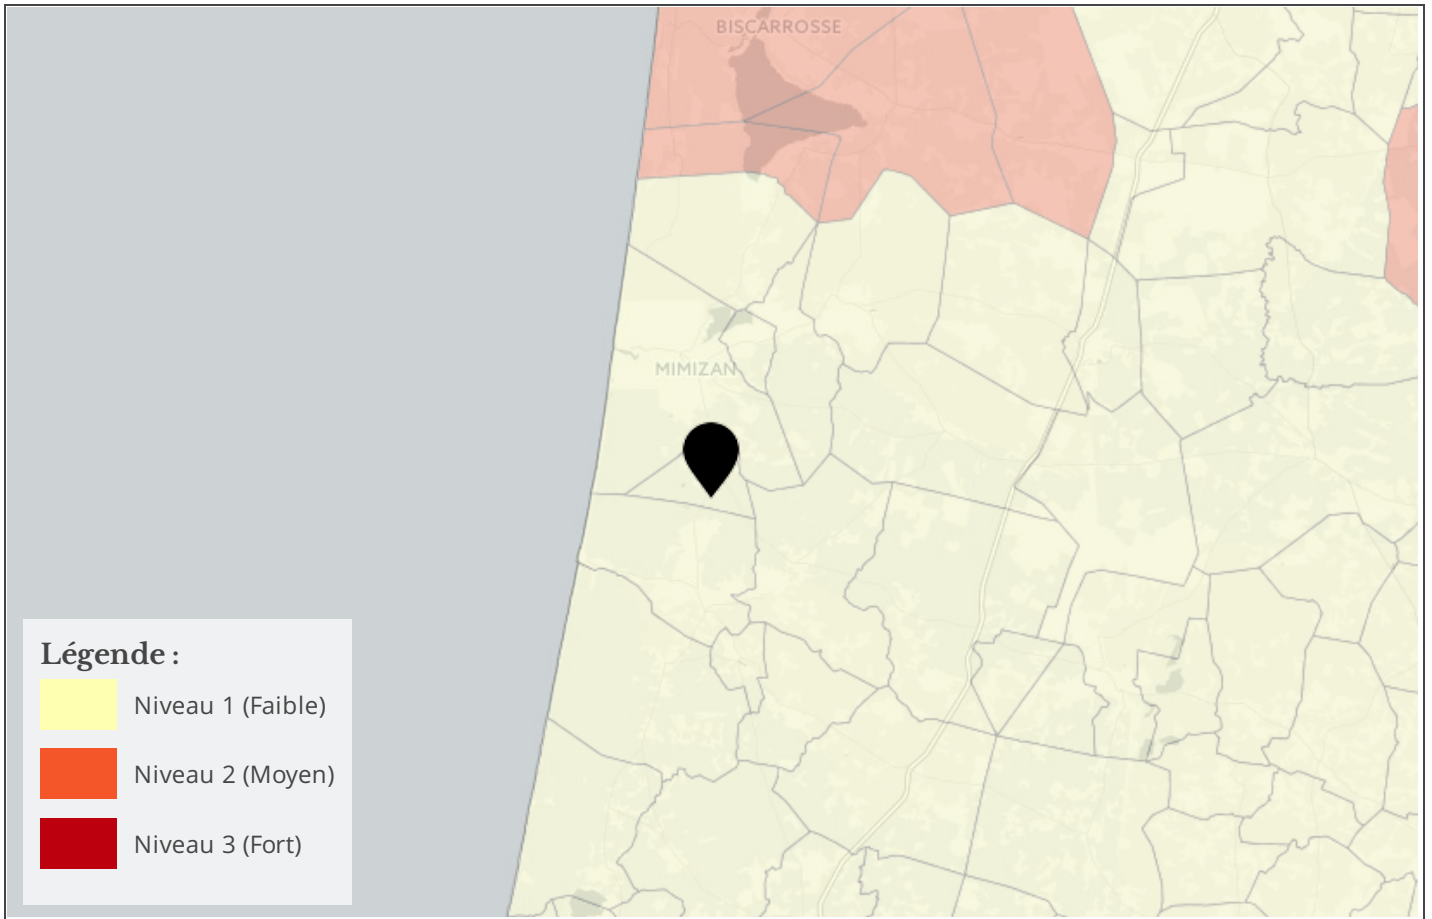 BISCARROSSE
MIMIZAN
Légende :
Niveau 1 (Faible)
Niveau 2 (Moyen)
Niveau 3 (Fort)